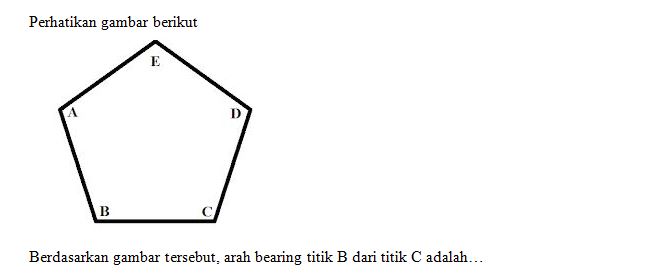 Perhatikan gambar berikut
E
A
D
B
C
Berdasarkan gambar tersebut, arah bearing titik B dari titik C adalah…